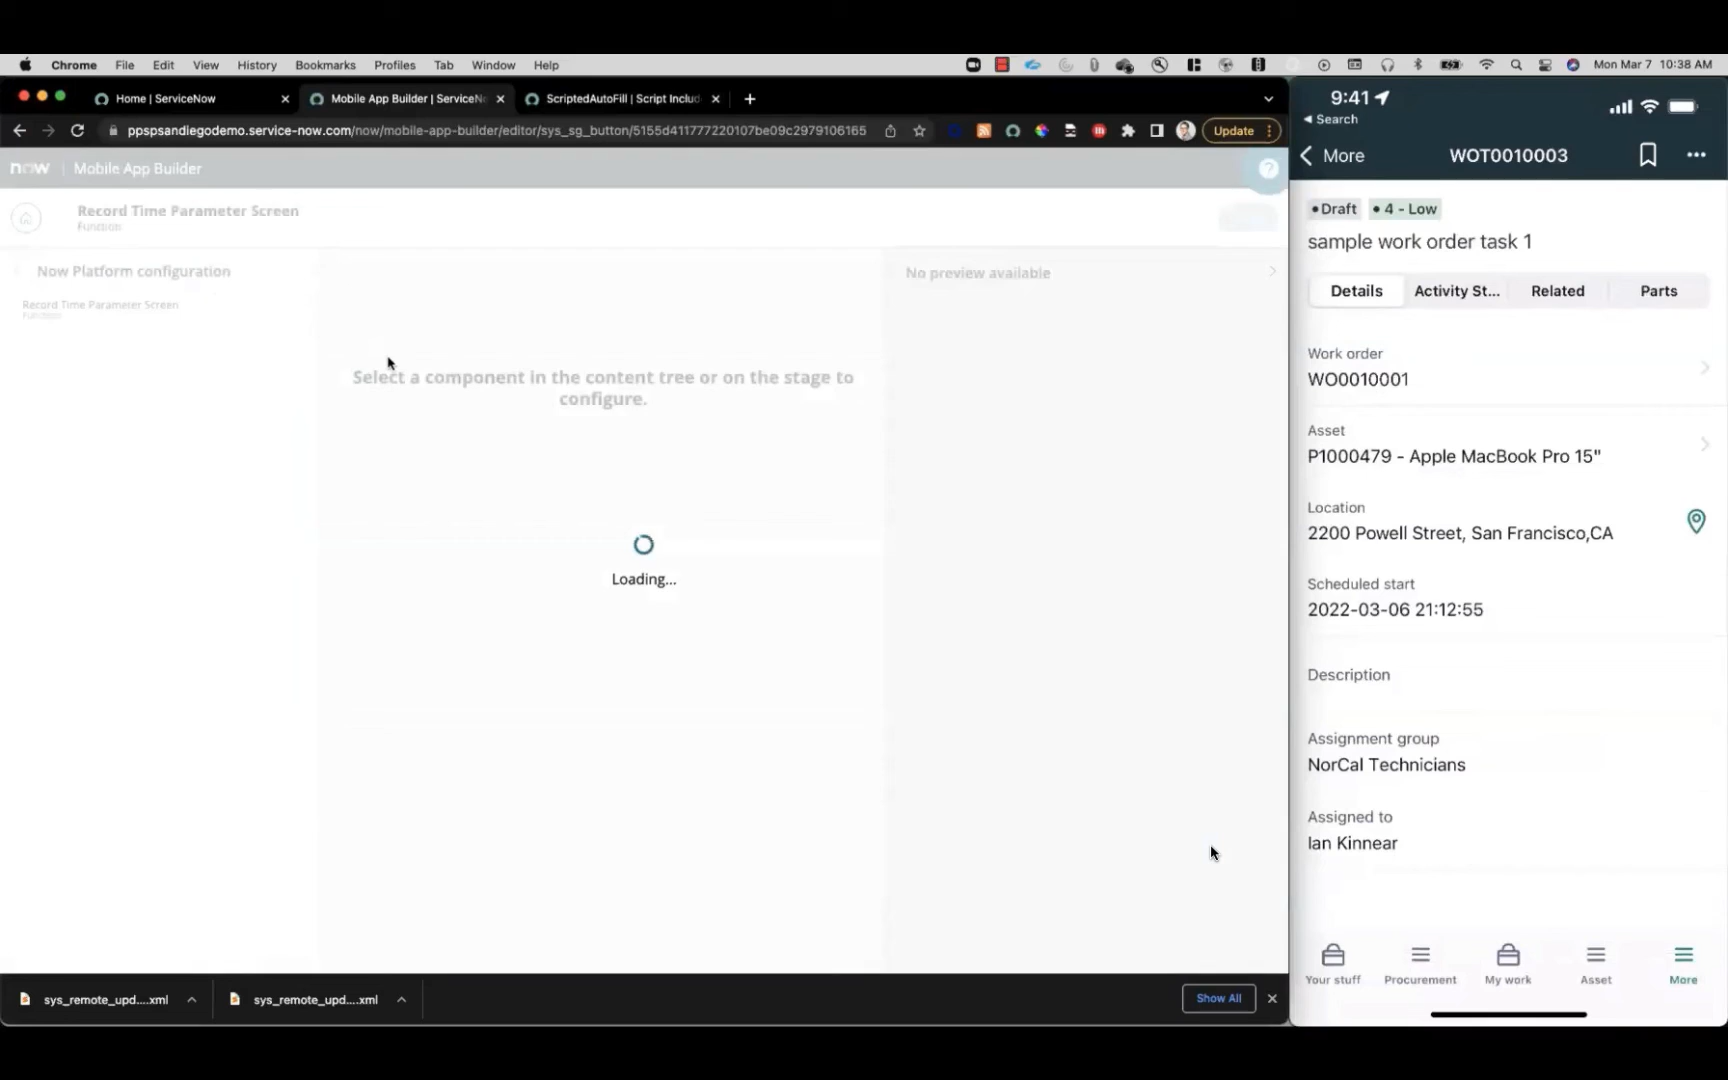 Chrome File Edit View History Bookmarks Profiles Tab Window Help Mon Mar 7 10:38 AM
Home | ServiceNow
Mobile App Builder | ServiceN
ScriptedAutoFill | Script Includ
ppspsandiegodemo.service-now.com/now/mobile-app-builder/editor/sys_sg_button/5155d411777220107be09c2979106165
Update
now Mobile App Builder
Record Time Parameter Screen
Function
Now Platform configuration
Record Time Parameter Screen
Function
Select a component in the content tree or on the stage to
configure.
Loading...
No preview available
sys_remote_upd....xml
sys_remote_upd....xml
Show All
9:41
Search
More
WOT0010003
Draft
4 - Low
sample work order task 1
Details
Activity St...
Related
Parts
Work order
WO0010001
Asset
P1000479 - Apple MacBook Pro 15"
Location
2200 Powell Street, San Francisco,CA
Scheduled start
2022-03-06 21:12:55
Description
Assignment group
NorCal Technicians
Assigned to
Ian Kinnear
Your stuff
Procurement
My work
Asset
More